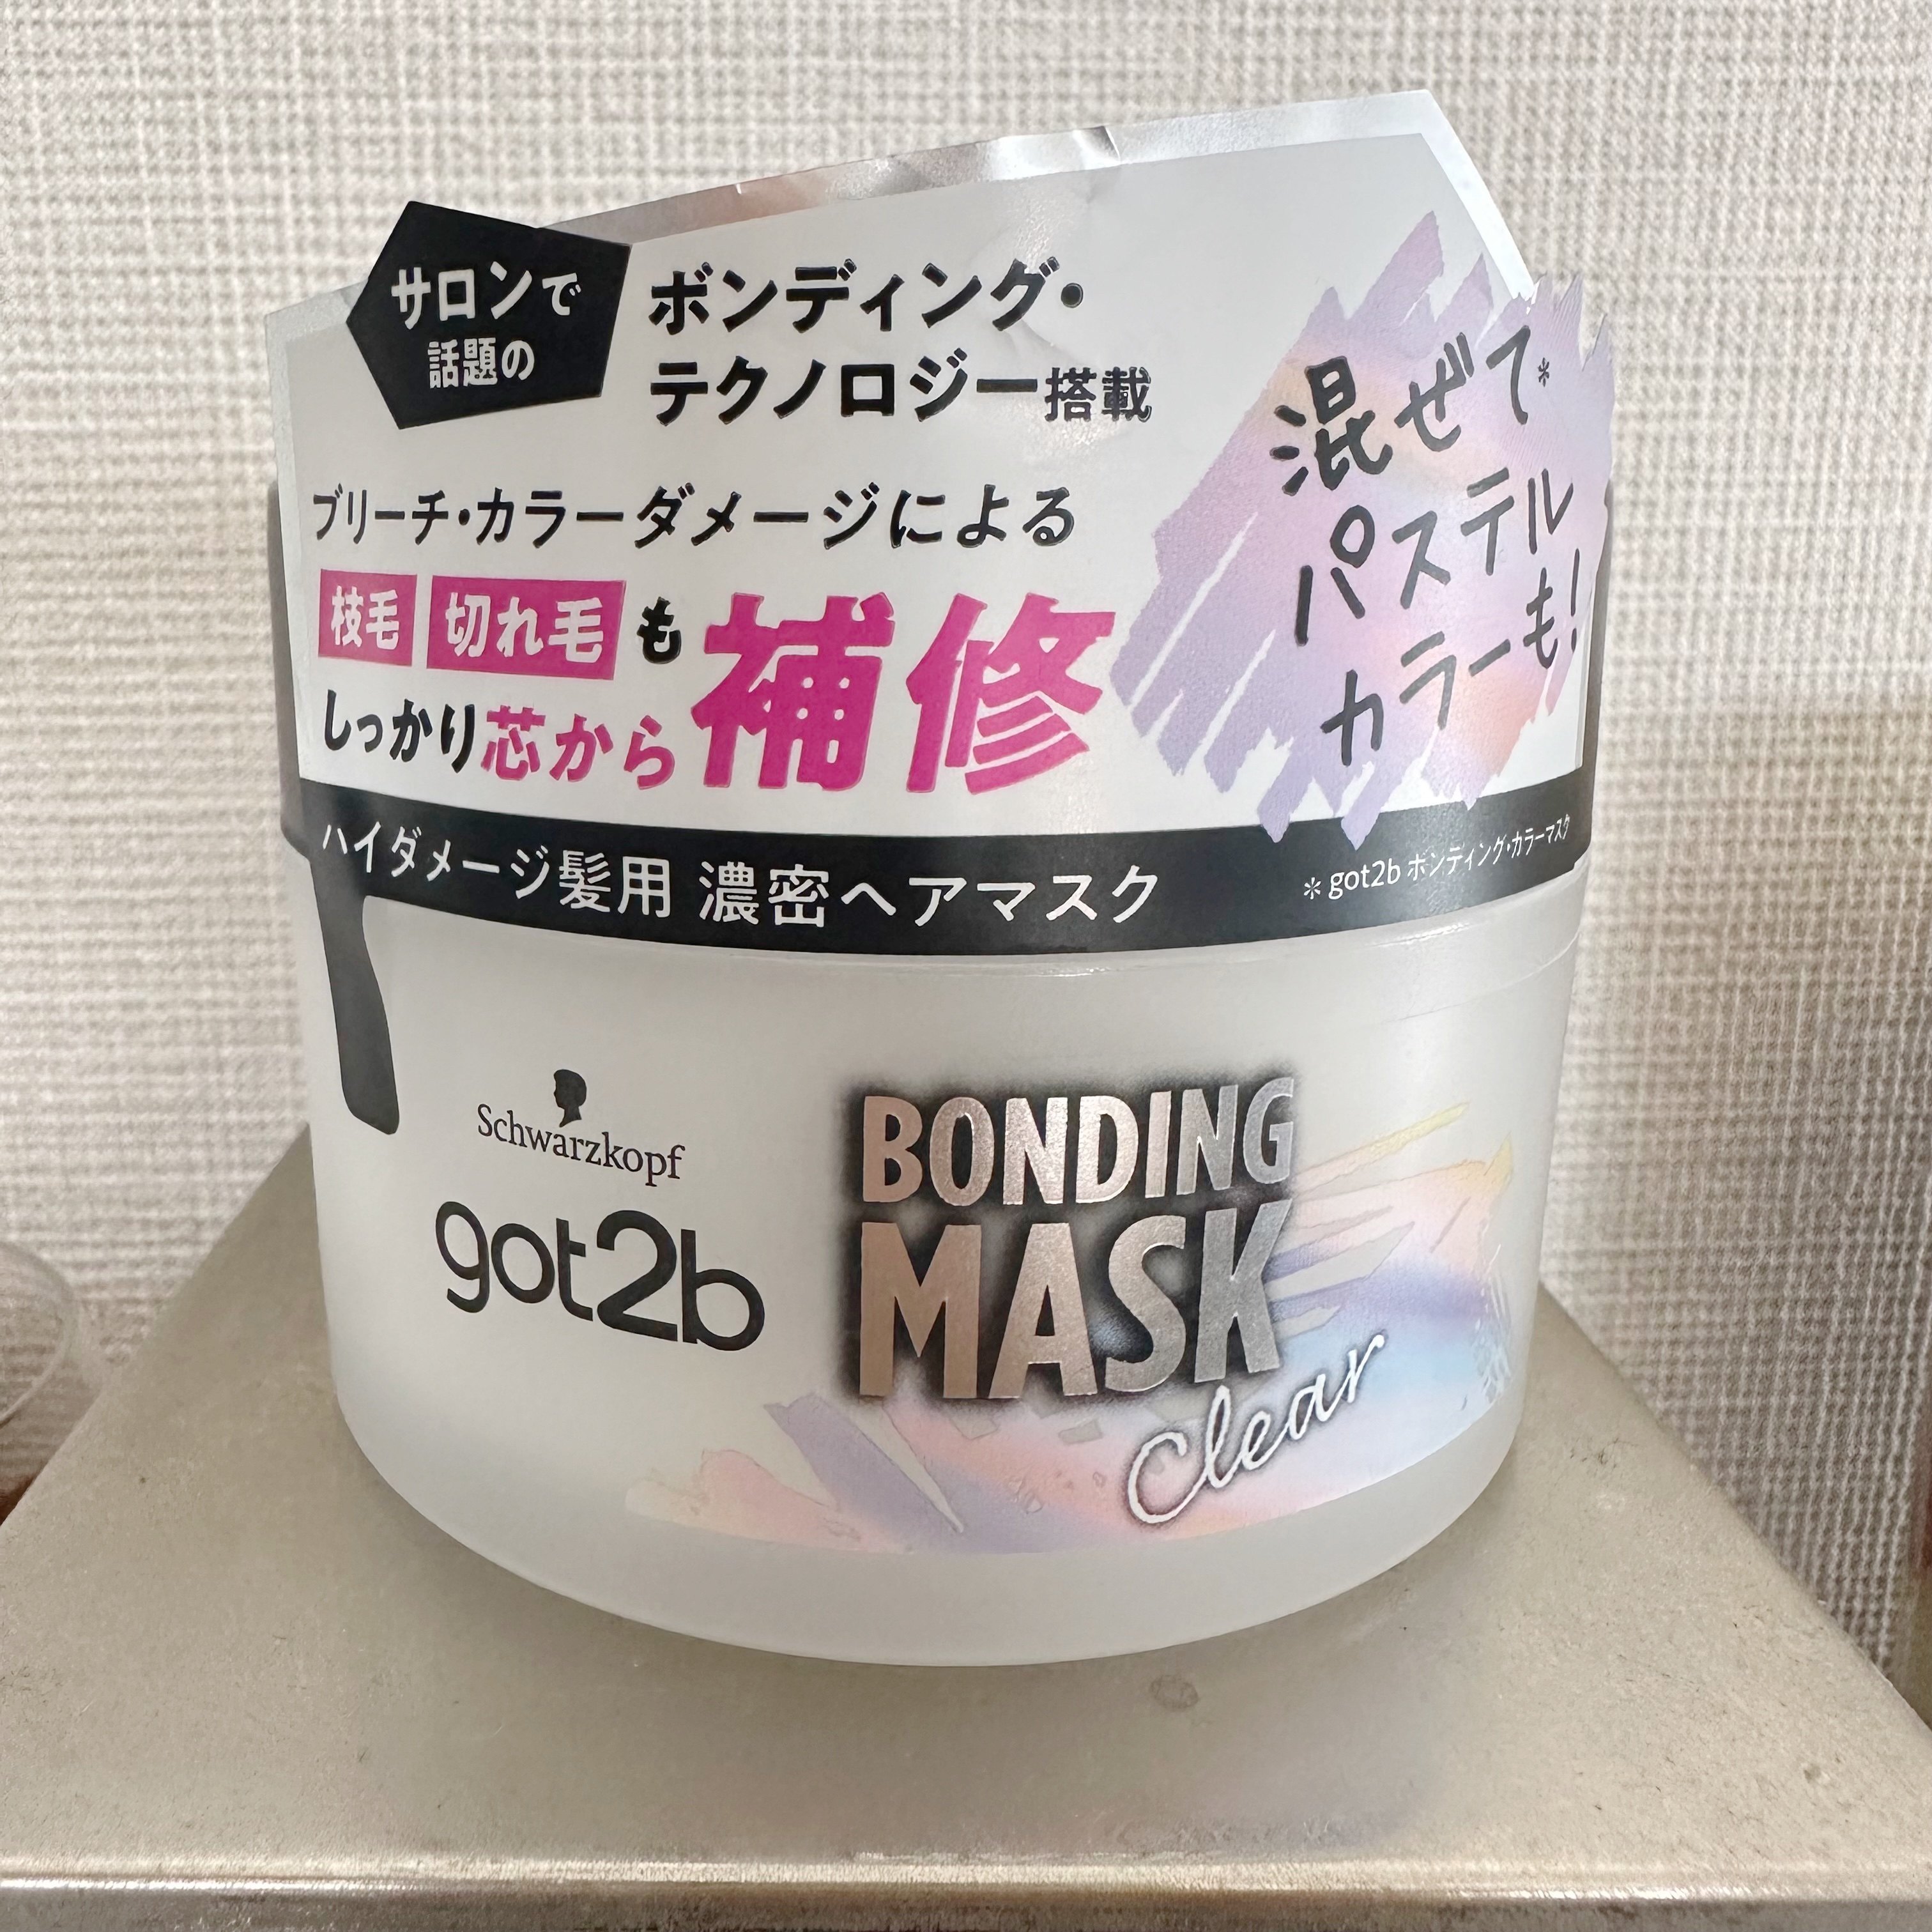 サロンで
話題の
ボンディング・
テクノロジー搭載
混ぜて*
パステル
カラーも!
ブリーチ・カラーダメージによる
枝毛 切れ毛 も補修
しっかり芯から
ハイダメージ髪用 濃密ヘアマスク
* got2b ボンディング・カラーマスク
Schwarzkopf
got2b
BONDING
MASK
Clear